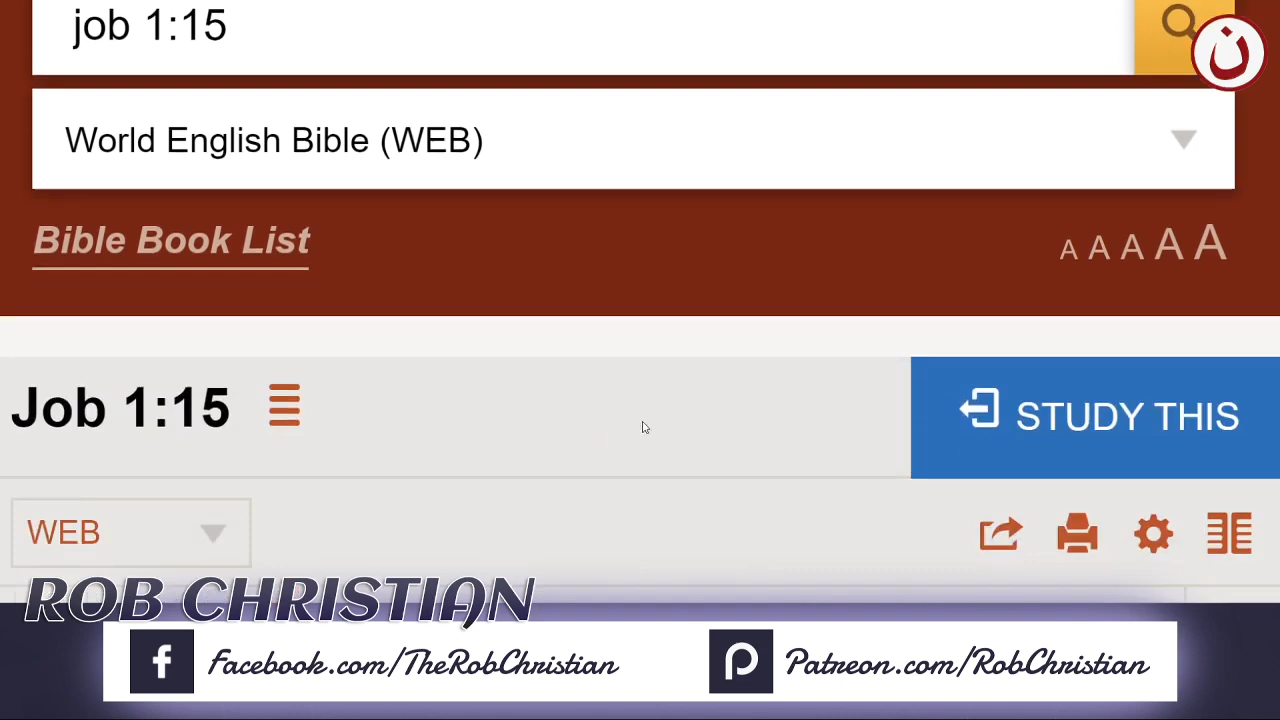 job 1:15
ن
World English Bible (WEB)
Bible Book List
A A A A A
Job 1:15
STUDY THIS
WEB
ROB CHRISTIAN
Facebook.com/TheRobChristian
Patreon.com/RobChristian